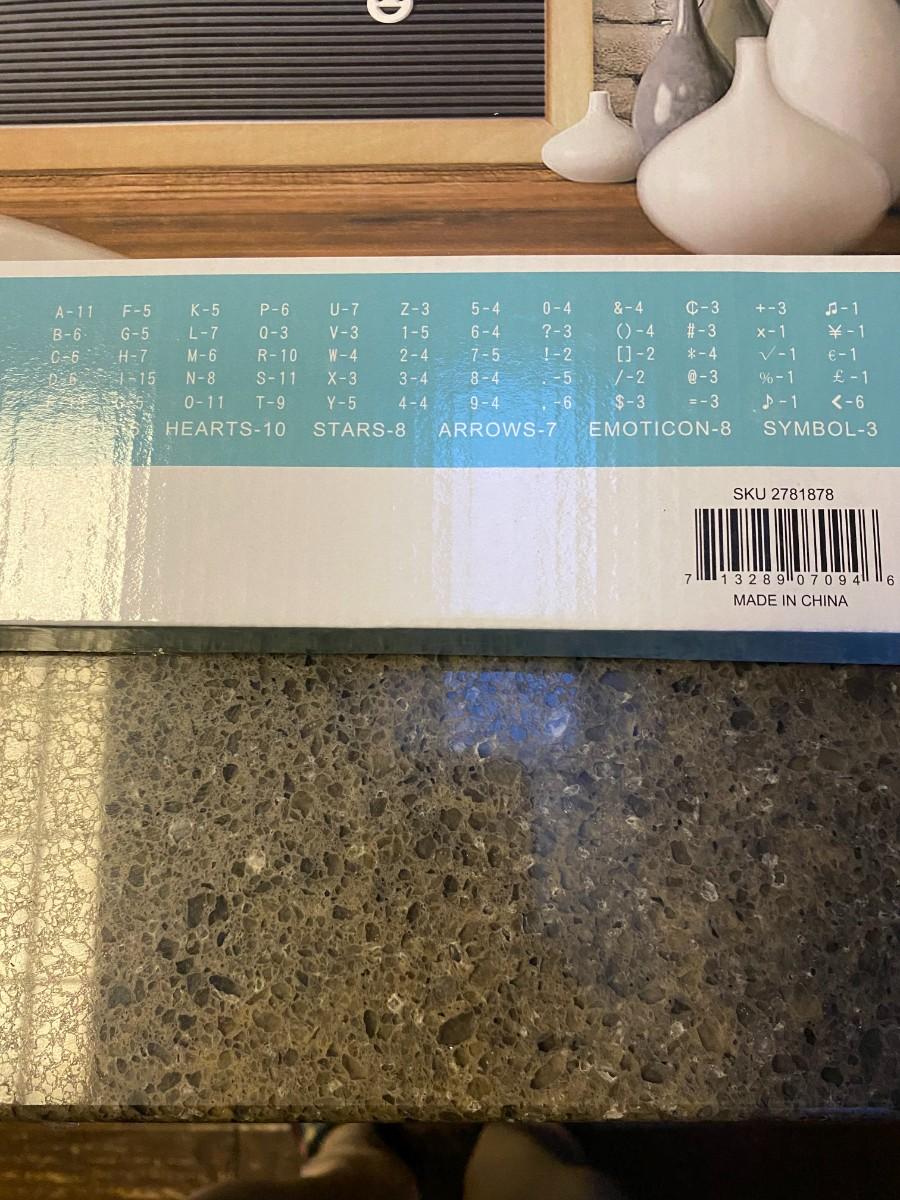 A-11 F-5 K-5 P-6 U-7 Z-3 5-4 0-4 &-4 ₵-3 +-3 ♫-1
B-6 G-5 L-7 Q-3 V-3 1-5 6-4 ?-3 ()-4 #-3 x-1 ¥-1
C-6 H-7 M-6 R-10 W-4 2-4 7-5 !-2 []-2 *-4 √-1 €-1
D-6 I-15 N-8 S-11 X-3 3-4 8-4 .-5 /-2 @-3 %-1 £-1
O-11 T-9 Y-5 4-4 9-4 ,-6 $-3 =-3 ♪-1 <-6
HEARTS-10 STARS-8 ARROWS-7 EMOTICON-8 SYMBOL-3
SKU 2781878
7 13289 07094 6
MADE IN CHINA